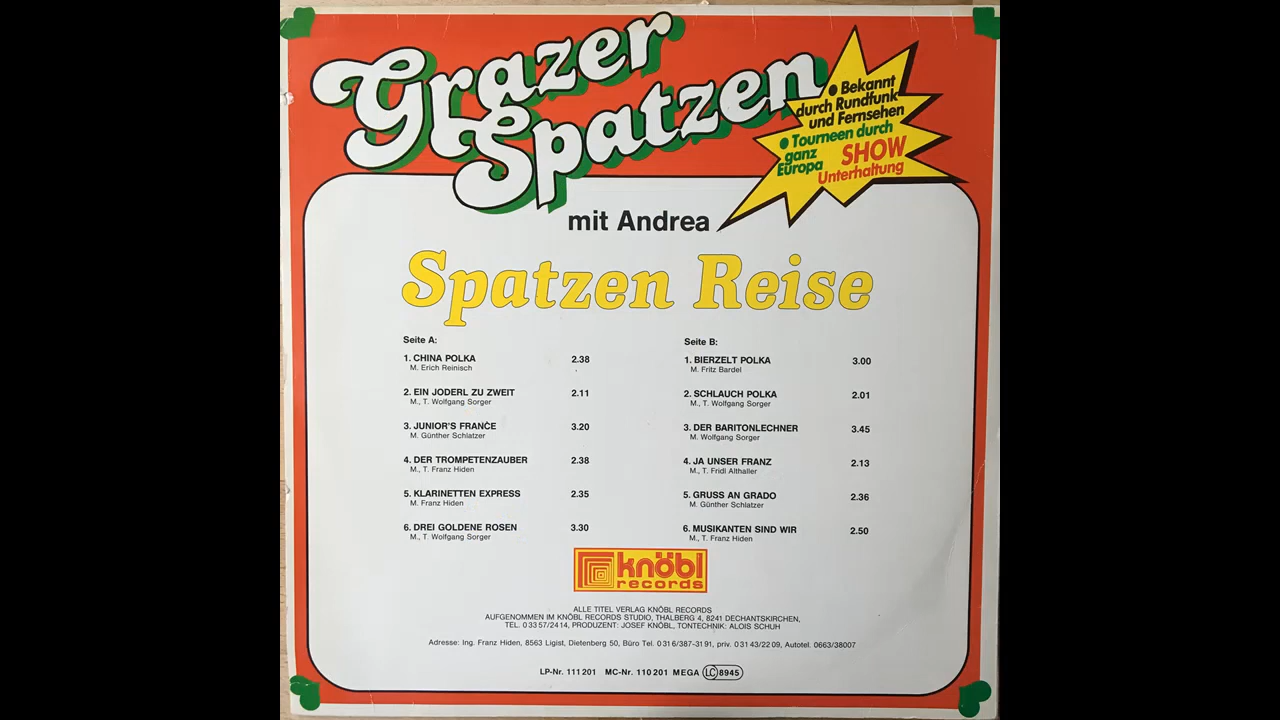 Grazer
Spatzen
• Bekannt
durch Rundfunk
und Fernsehen
• Tourneen durch
ganz
Europa
SHOW
Unterhaltung
mit Andrea
Spatzen Reise
Seite A:
1. CHINA POLKA 2.38
M. Erich Reinisch
2. EIN JODERL ZU ZWEIT 2.11
M., T. Wolfgang Sorger
3. JUNIOR'S FRANCE 3.20
M. Günther Schlatzer
4. DER TROMPETENZAUBER 2.38
M., T. Franz Hiden
5. KLARINETTEN EXPRESS 2.35
M. Franz Hiden
6. DREI GOLDENE ROSEN 3.30
M., T. Wolfgang Sorger
Seite B:
1. BIERZELT POLKA 3.00
M. Fritz Bardel
2. SCHLAUCH POLKA 2.01
M., T. Wolfgang Sorger
3. DER BARITONLECHNER 3.45
M. Wolfgang Sorger
4. JA UNSER FRANZ 2.13
M., T. Fridl Althaller
5. GRUSS AN GRADO 2.36
M. Günther Schlatzer
6. MUSIKANTEN SIND WIR 2.50
M., T. Franz Hiden
knöbl
records
ALLE TITEL VERLAG KNÖBL RECORDS
AUFGENOMMEN IM KNÖBL RECORDS STUDIO, THALBERG 4, 8241 DECHANTSKIRCHEN,
TEL. 0 33 57/24 14, PRODUZENT: JOSEF KNÖBL, TONTECHNIK: ALOIS SCHUH
Adresse: Ing. Franz Hiden, 8563 Ligist, Dietenberg 50, Büro Tel. 0 31 6/387-31 91, priv. 0 31 43/22 09, Autotel. 0663/38007
LP-Nr. 111 201 MC-Nr. 110 201 MEGA LC 8945